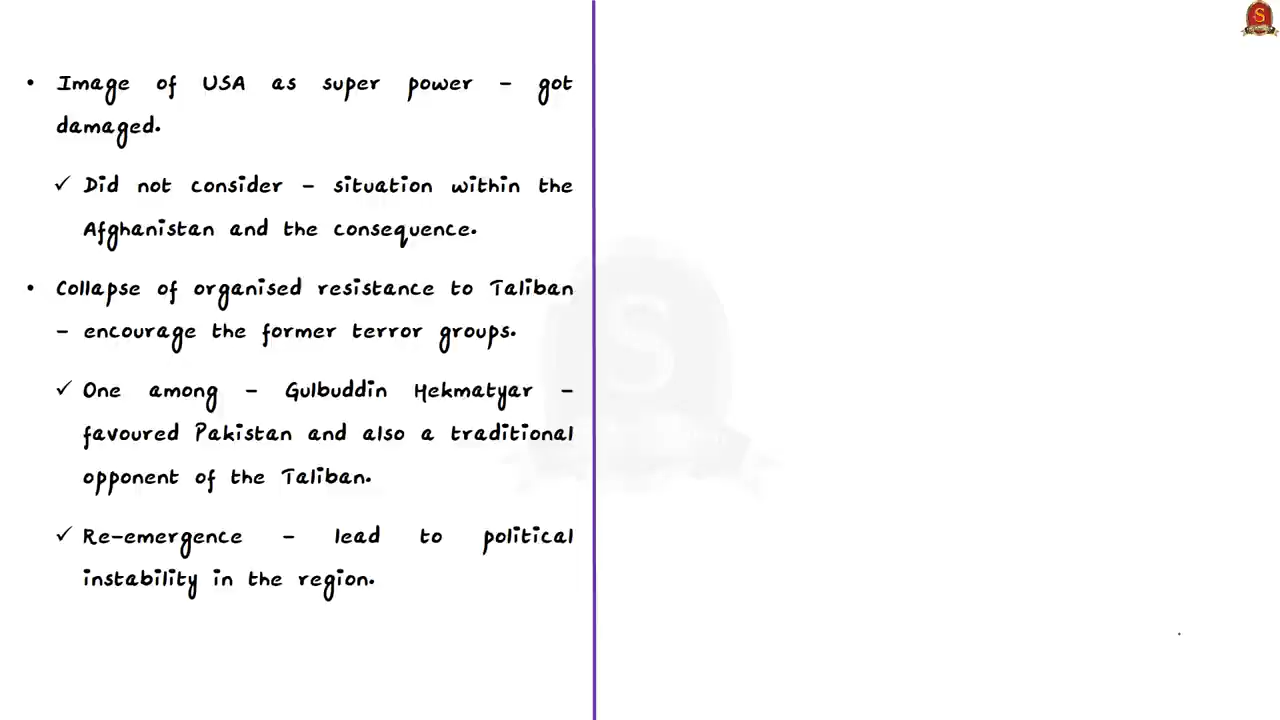 • Image of USA as super power - got
damaged.
✓ Did not consider - situation within the
Afghanistan and the consequence.
• Collapse of organised resistance to Taliban
- encourage the former terror groups.
✓ One among - Gulbuddin Hekmatyar -
favoured Pakistan and also a traditional
opponent of the Taliban.
✓ Re-emergence - lead to political
instability in the region.
S
S